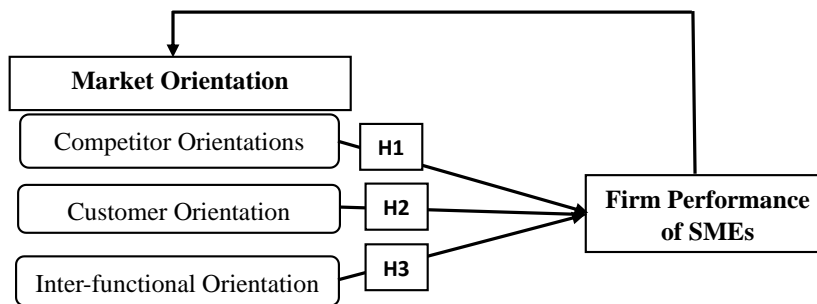 Market Orientation
Competitor Orientations
H1
Customer Orientation
H2
Firm Performance
of SMEs
Inter-functional Orientation
H3